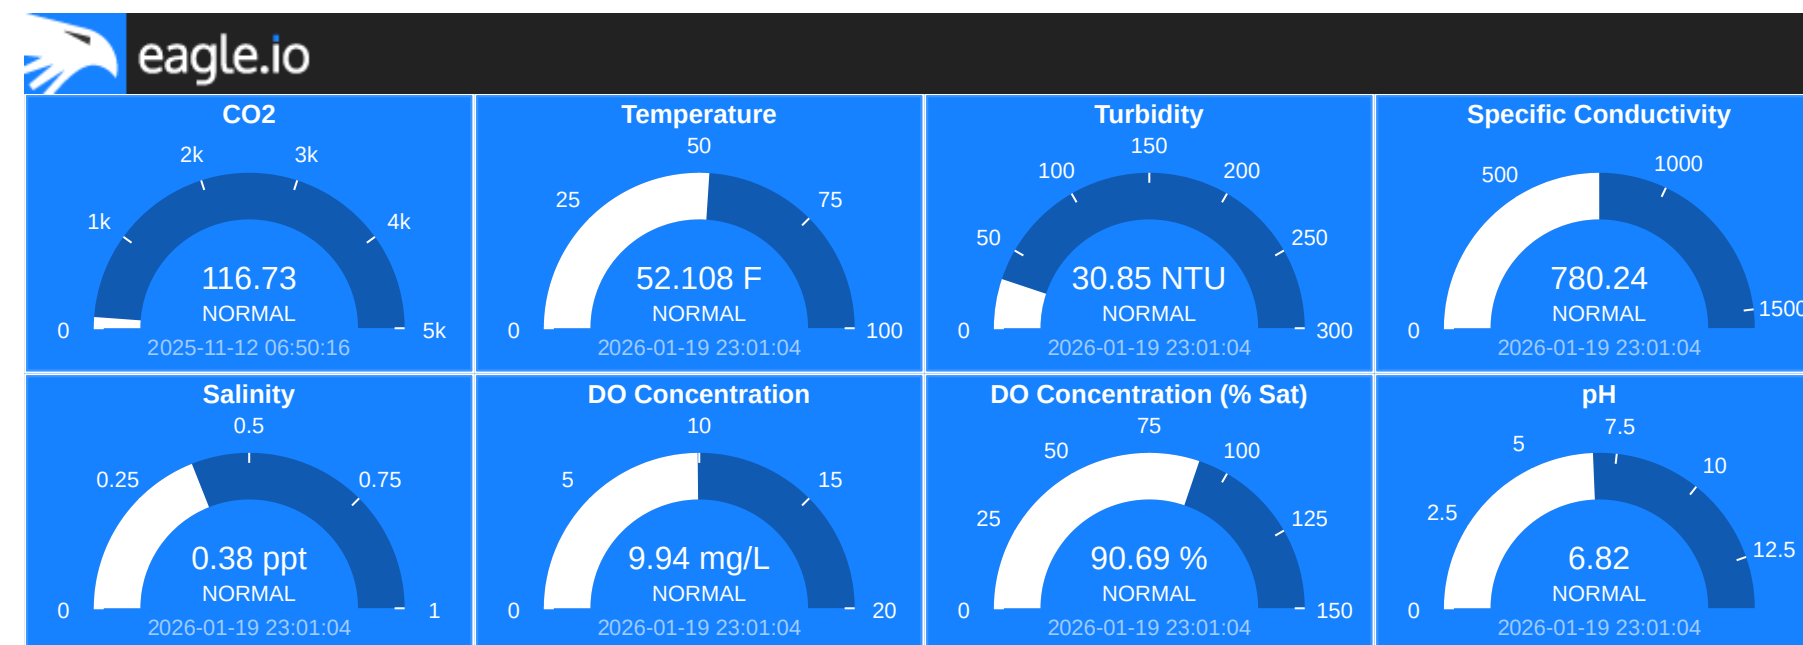 eagle.io
CO2
0
1k
2k
3k
4k
5k
116.73
NORMAL
2025-11-12 06:50:16
Temperature
0
25
50
75
100
52.108 F
NORMAL
2026-01-19 23:01:04
Turbidity
0
50
100
150
200
250
300
30.85 NTU
NORMAL
2026-01-19 23:01:04
Specific Conductivity
0
500
1000
1500
780.24
NORMAL
2026-01-19 23:01:04
Salinity
0
0.25
0.5
0.75
1
0.38 ppt
NORMAL
2026-01-19 23:01:04
DO Concentration
0
5
10
15
20
9.94 mg/L
NORMAL
2026-01-19 23:01:04
DO Concentration (% Sat)
0
25
50
75
100
125
150
90.69 %
NORMAL
2026-01-19 23:01:04
pH
0
2.5
5
7.5
10
12.5
6.82
NORMAL
2026-01-19 23:01:04